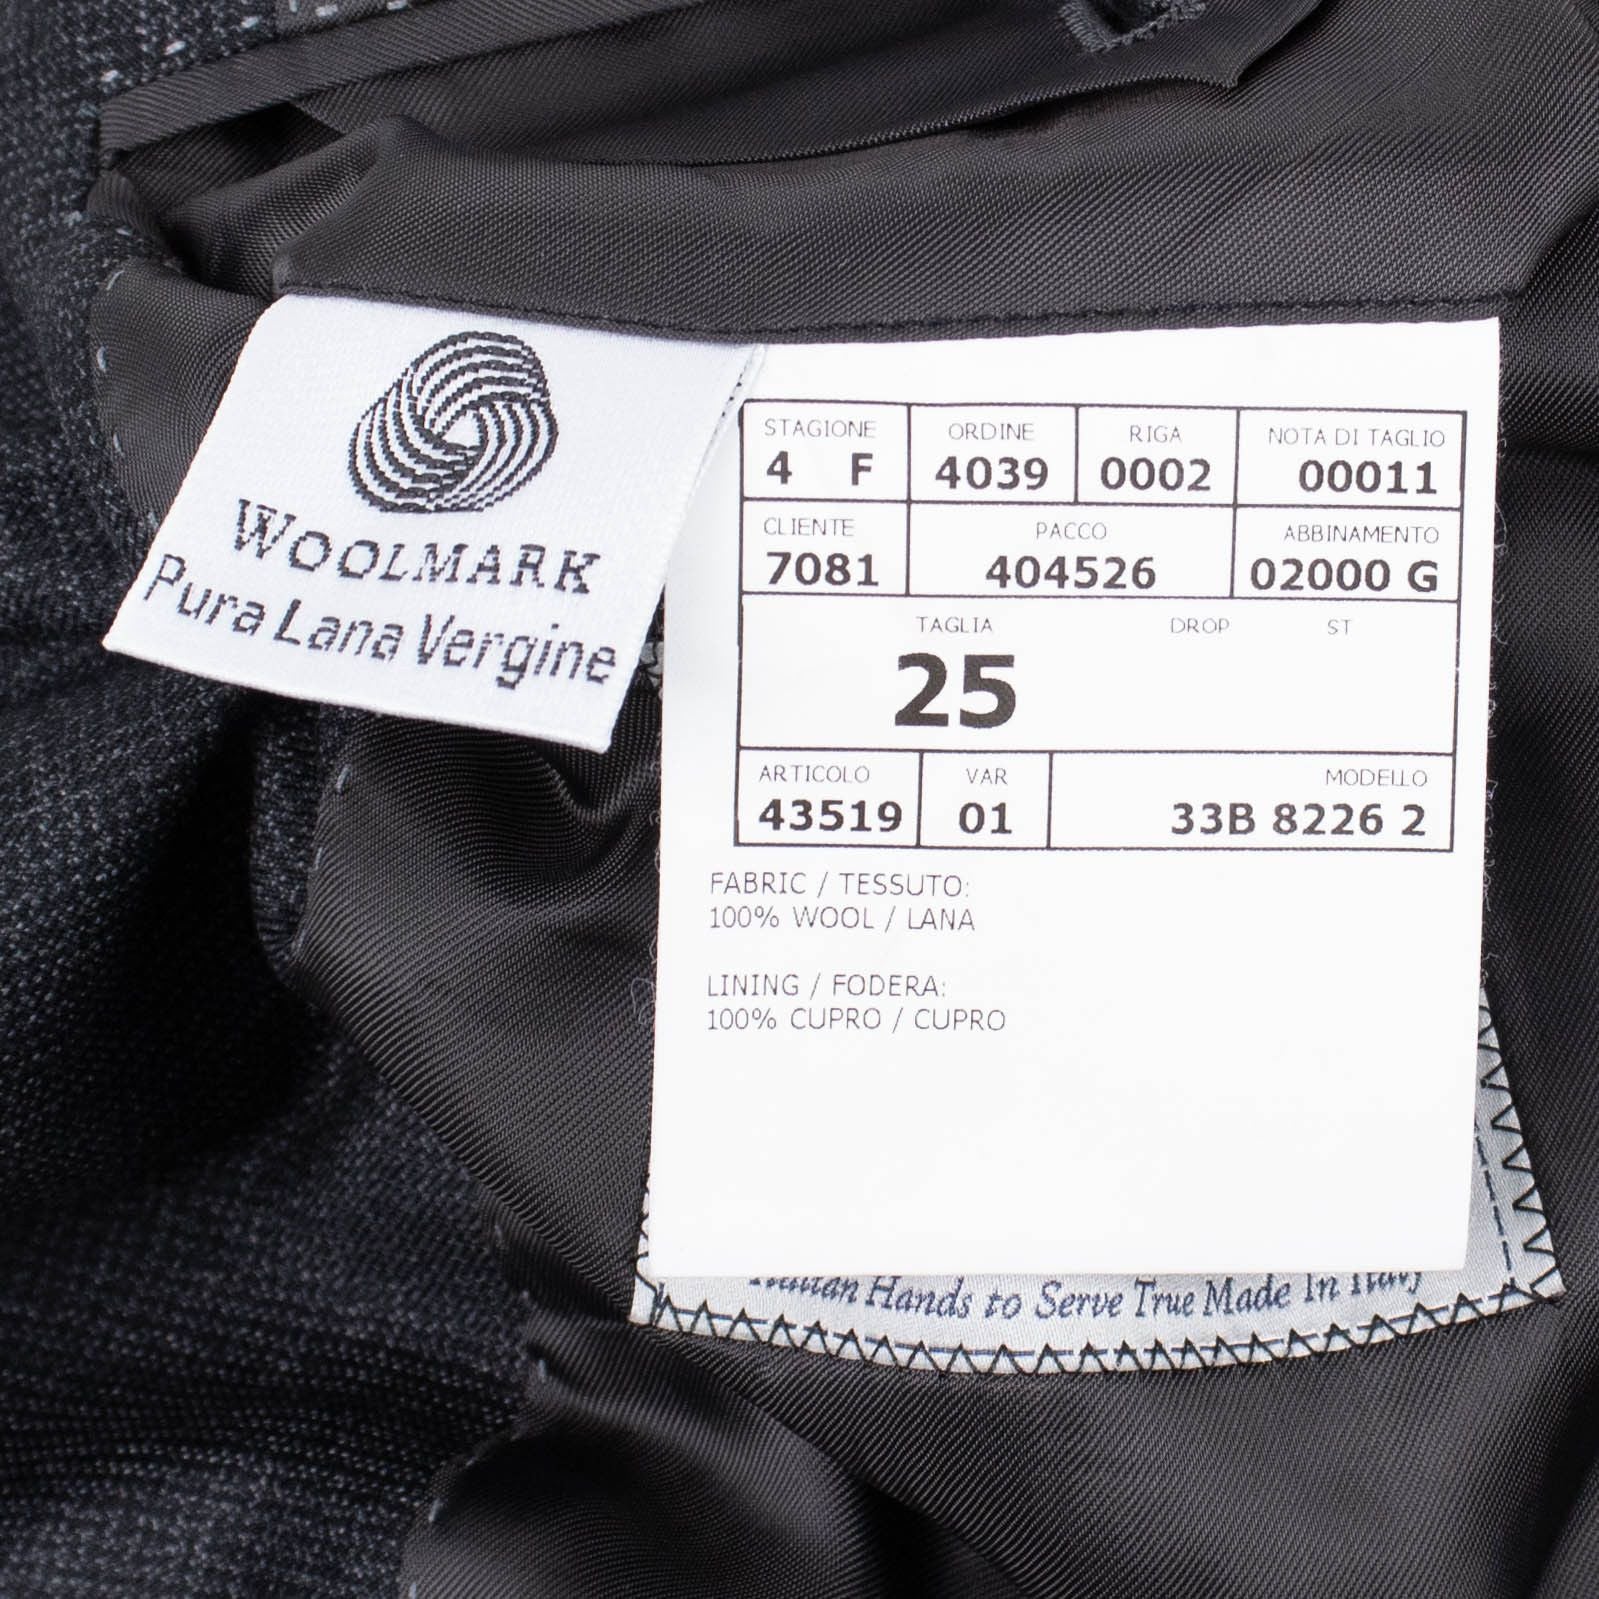 WOOLMARK
Pura Lana Vergine
STAGIONE ORDINE RIGA NOTA DI TAGLIO
4 F 4039 0002 00011
CLIENTE PACCO ABBINAMENTO
7081 404526 02000 G
TAGLIA DROP ST
25
ARTICOLO VAR MODELLO
43519 01 33B 8226 2
FABRIC / TESSUTO:
100% WOOL / LANA
LINING / FODERA:
100% CUPRO / CUPRO
Italian Hands to Serve True Made In Italy